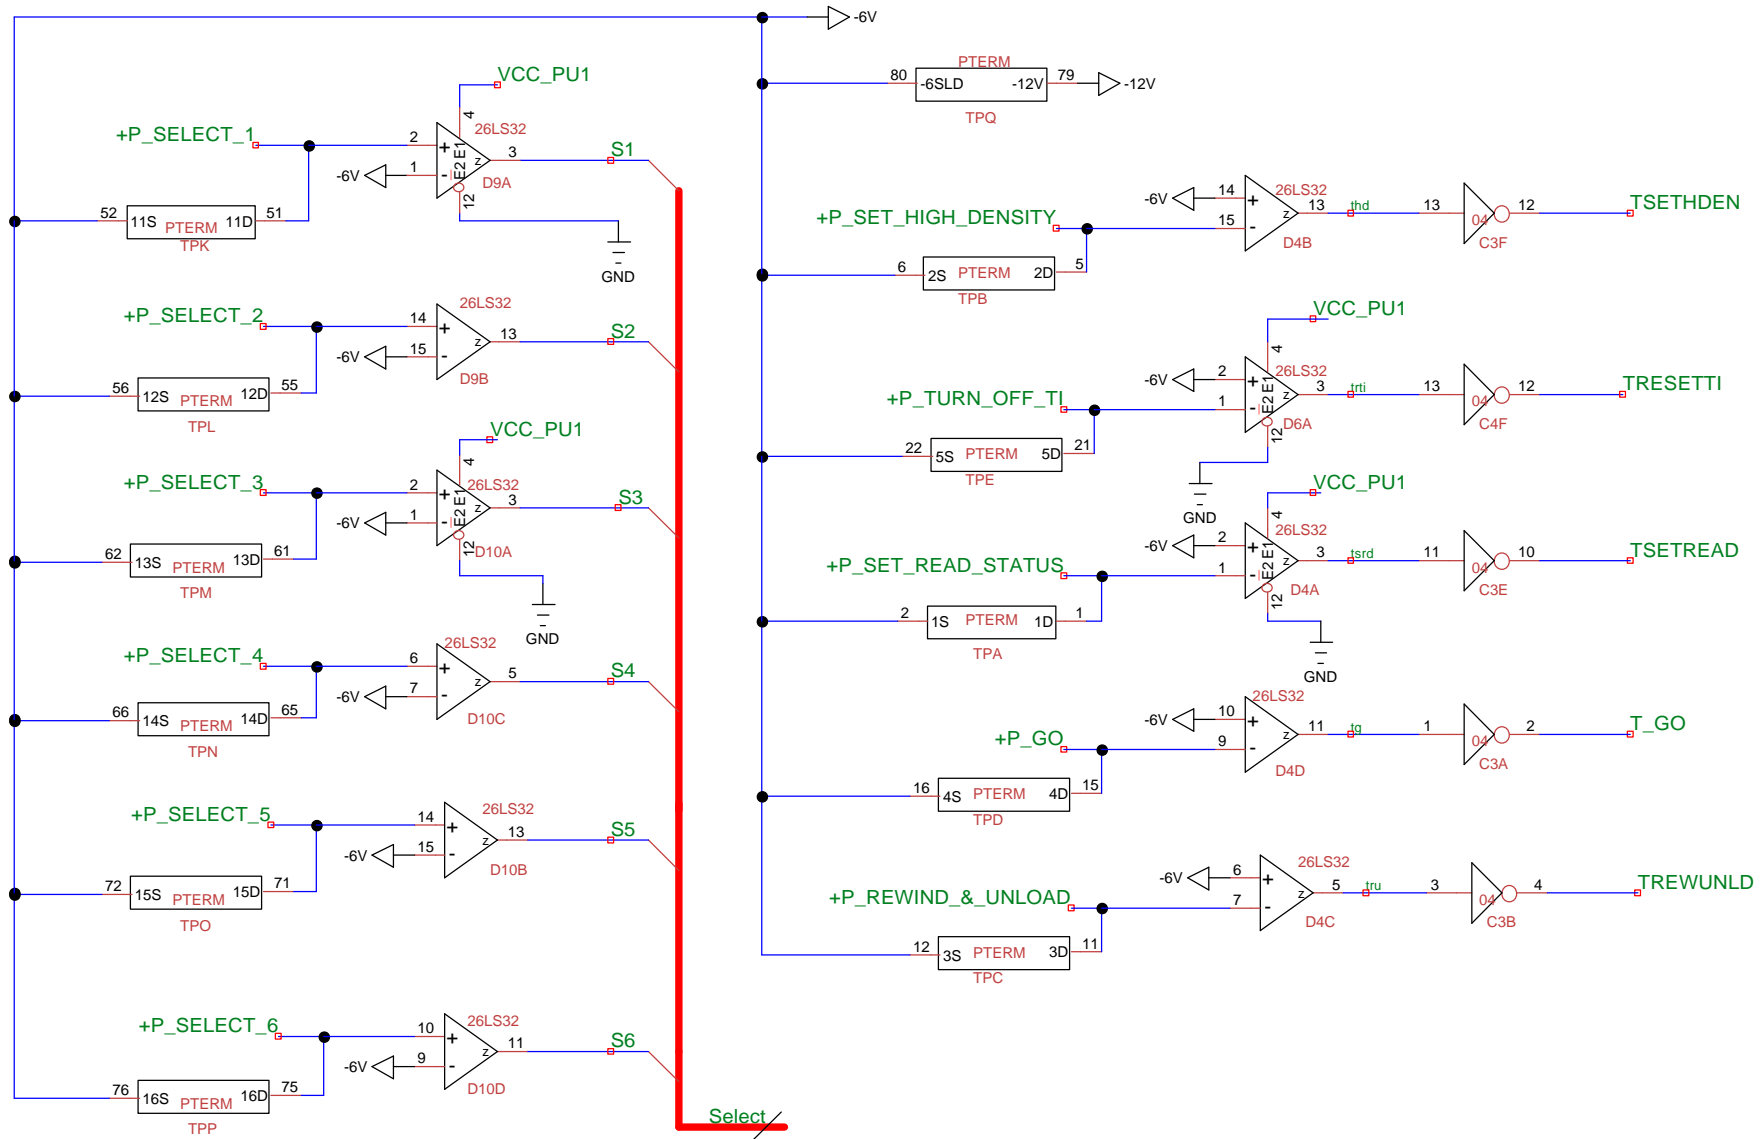 -6V
VCC_PU1
+P_SELECT_1
2
1
-6V
4
+
-
E2 E1
z
12
26LS32
D9A
3
S1
52
11S
PTERM
11D
51
TPK
GND
+P_SELECT_2
14
15
-6V
+
-
z
26LS32
D9B
13
S2
56
12S
PTERM
12D
55
TPL
VCC_PU1
+P_SELECT_3
2
1
-6V
4
+
-
E2 E1
z
12
26LS32
D10A
3
S3
62
13S
PTERM
13D
61
TPM
GND
+P_SELECT_4
6
7
-6V
+
-
z
26LS32
D10C
5
S4
66
14S
PTERM
14D
65
TPN
+P_SELECT_5
14
15
-6V
+
-
z
26LS32
D10B
13
S5
72
15S
PTERM
15D
71
TPO
+P_SELECT_6
10
9
-6V
+
-
z
26LS32
D10D
11
S6
76
16S
PTERM
16D
75
TPP
Select
PTERM
80
-6SLD
-12V
79
-12V
TPQ
+P_SET_HIGH_DENSITY
-6V
14
15
+
-
z
26LS32
D4B
13
thd
13
04
12
C3F
TSETHDEN
6
2S
PTERM
2D
5
TPB
VCC_PU1
+P_TURN_OFF_TI
-6V
2
1
4
+
-
E2 E1
z
12
26LS32
D6A
3
trti
13
04
12
C4F
TRESETTI
22
5S
PTERM
5D
21
TPE
GND
VCC_PU1
+P_SET_READ_STATUS
-6V
2
1
4
+
-
E2 E1
z
12
26LS32
D4A
3
tsrd
11
04
10
C3E
TSETREAD
2
1S
PTERM
1D
1
TPA
GND
+P_GO
-6V
10
9
+
-
z
26LS32
D4D
11
tg
1
04
2
C3A
T_GO
16
4S
PTERM
4D
15
TPD
+P_REWIND_&_UNLOAD
-6V
6
7
+
-
z
26LS32
D4C
5
tru
3
04
4
C3B
TREWUNLD
12
3S
PTERM
3D
11
TPC